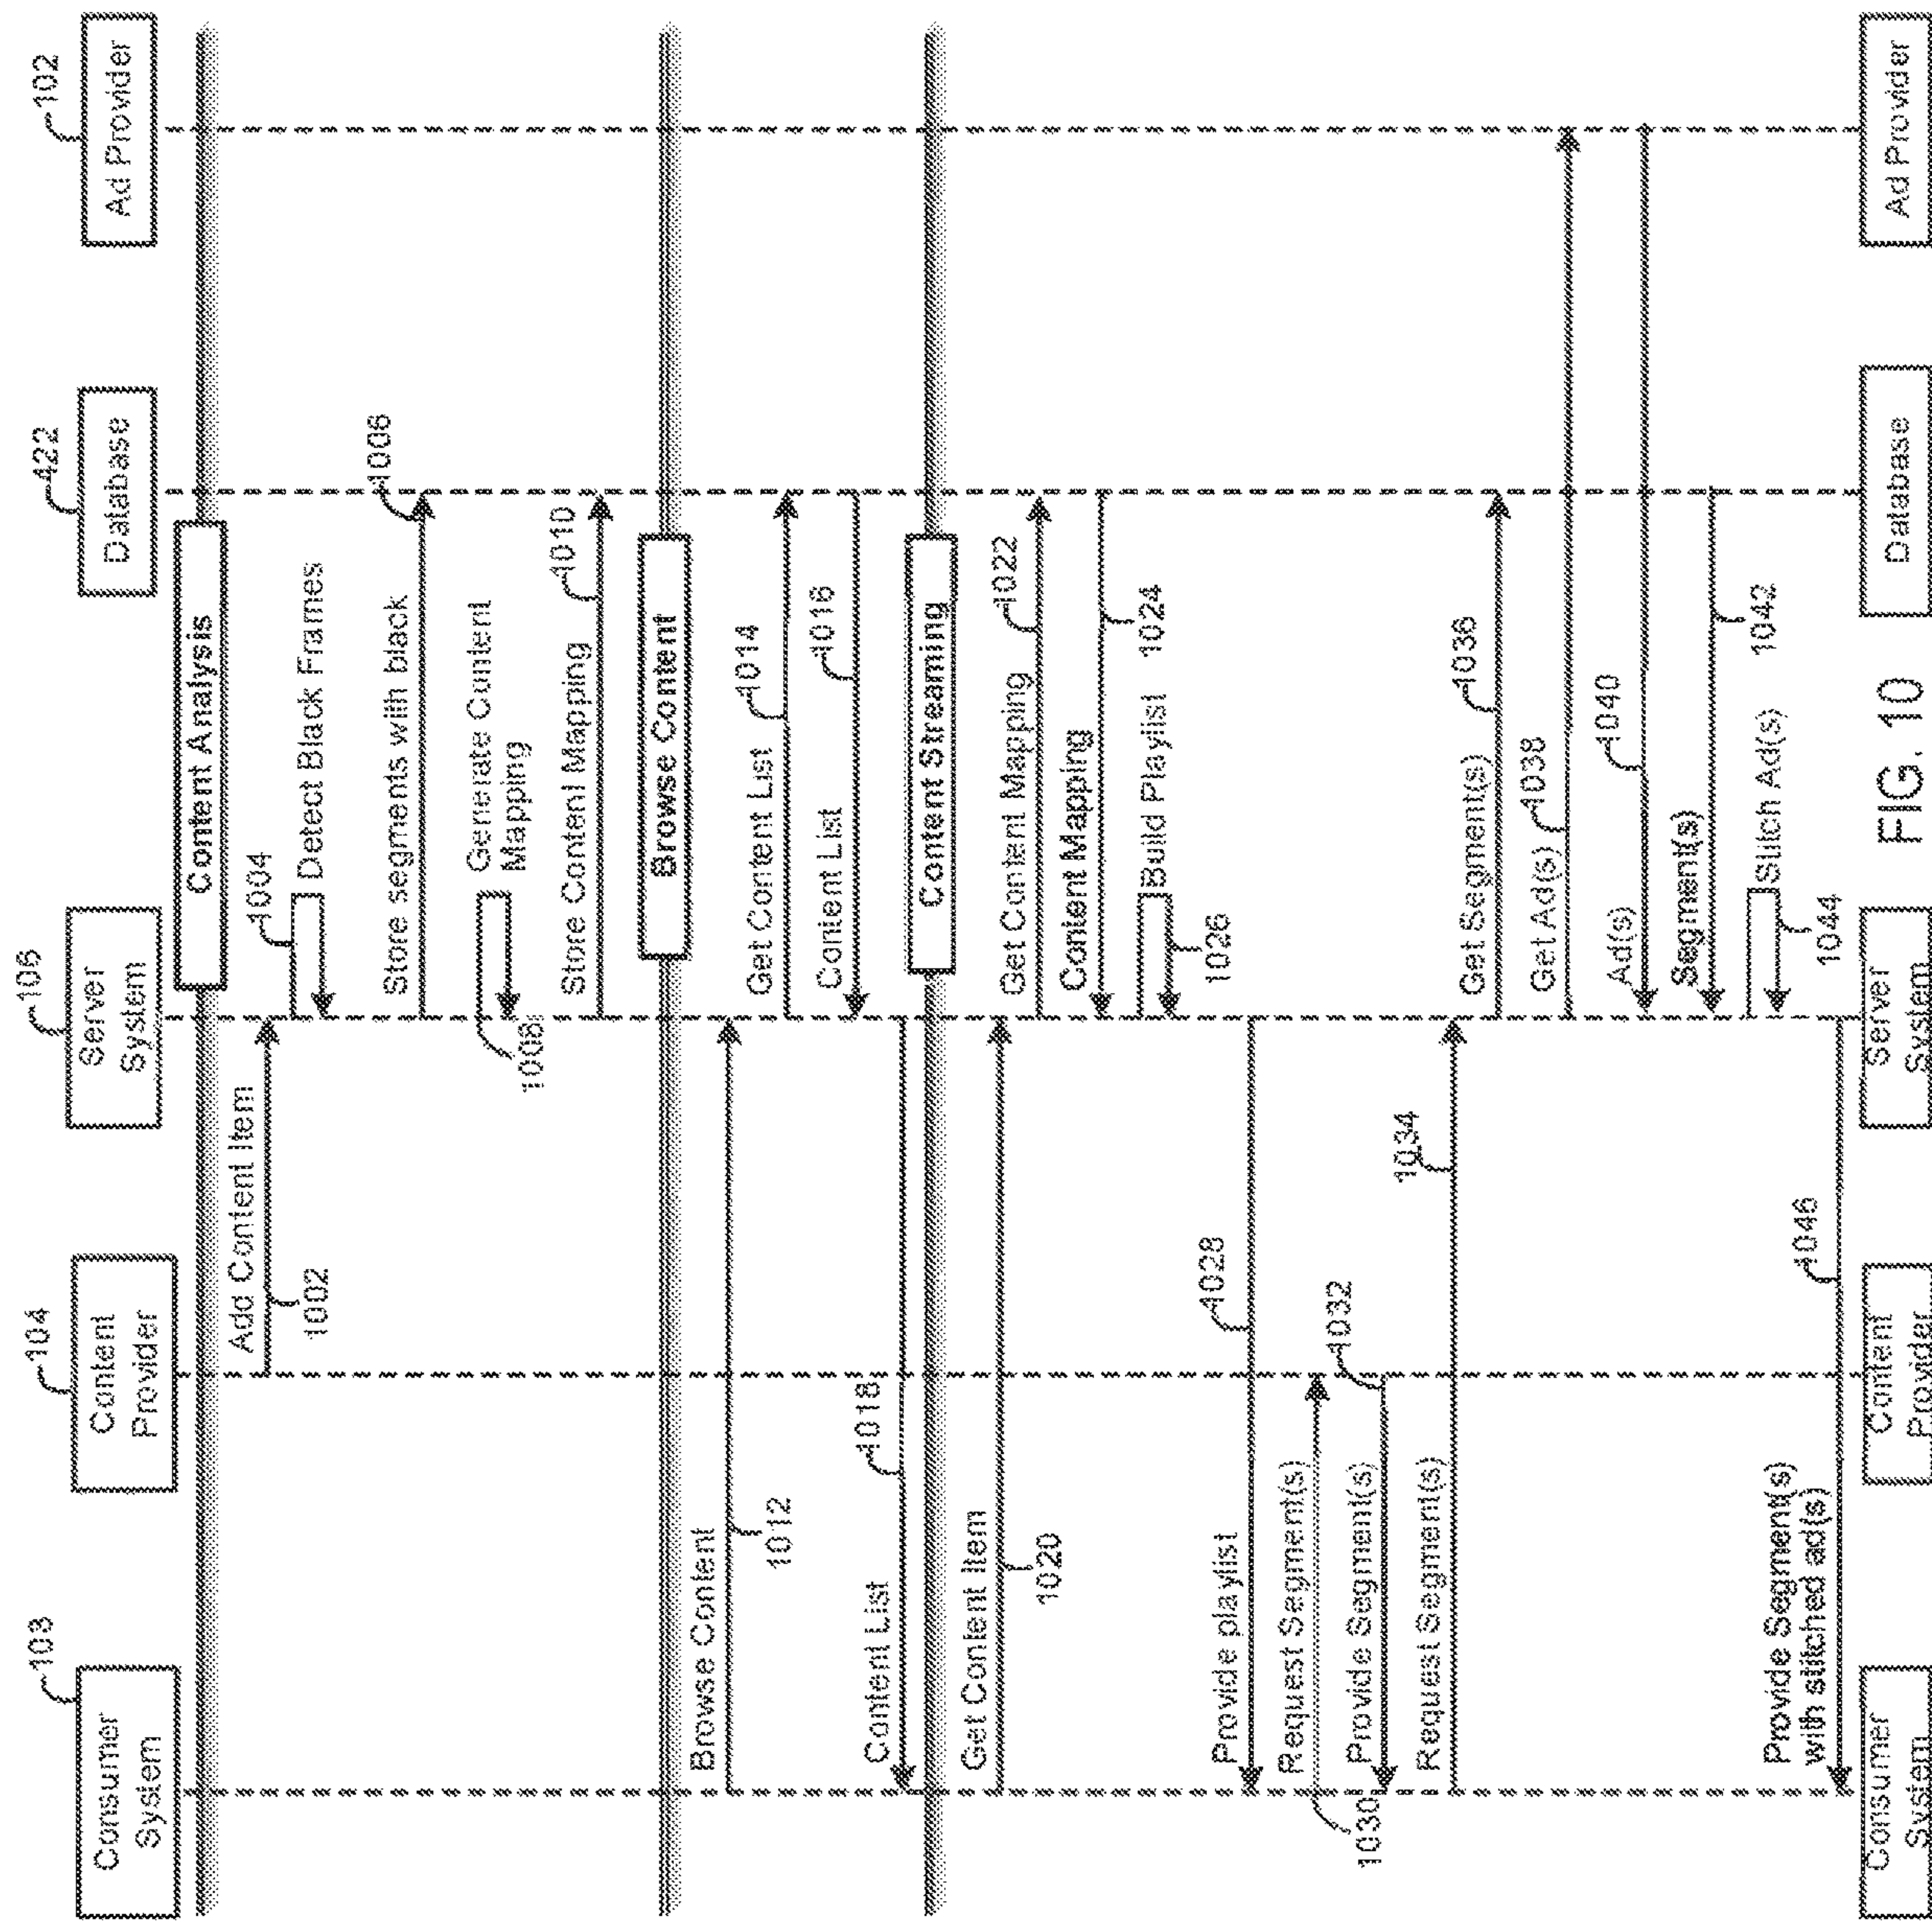 108
Consumer
System
104
Content
Provider
106
Server
System
422
Database
102
Ad Provider
Content Analysis
Add Content Item
1002
1004
Detect Black Frames
Store segments with black
1006
1008
Generate Content
Mapping
Store Content Mapping
1010
Browse Content
Browse Content
1012
Get Content List
1014
Content List
1016
Content List
1018
Content Streaming
Get Content Item
1020
Get Content Mapping
1022
Content Mapping
1024
Build Playlist
1026
Provide playlist
1028
Request Segment(s)
1030
Provide Segment(s)
1032
Request Segment(s)
1034
Get Segment(s)
1036
Get Ad(s)
1038
Ad(s)
1040
Segment(s)
1042
Stitch Ad(s)
1044
Provide Segment(s)
with stitched ad(s)
1046
Consumer
System
Content
Provider
Server
System
Database
Ad Provider
FIG. 10